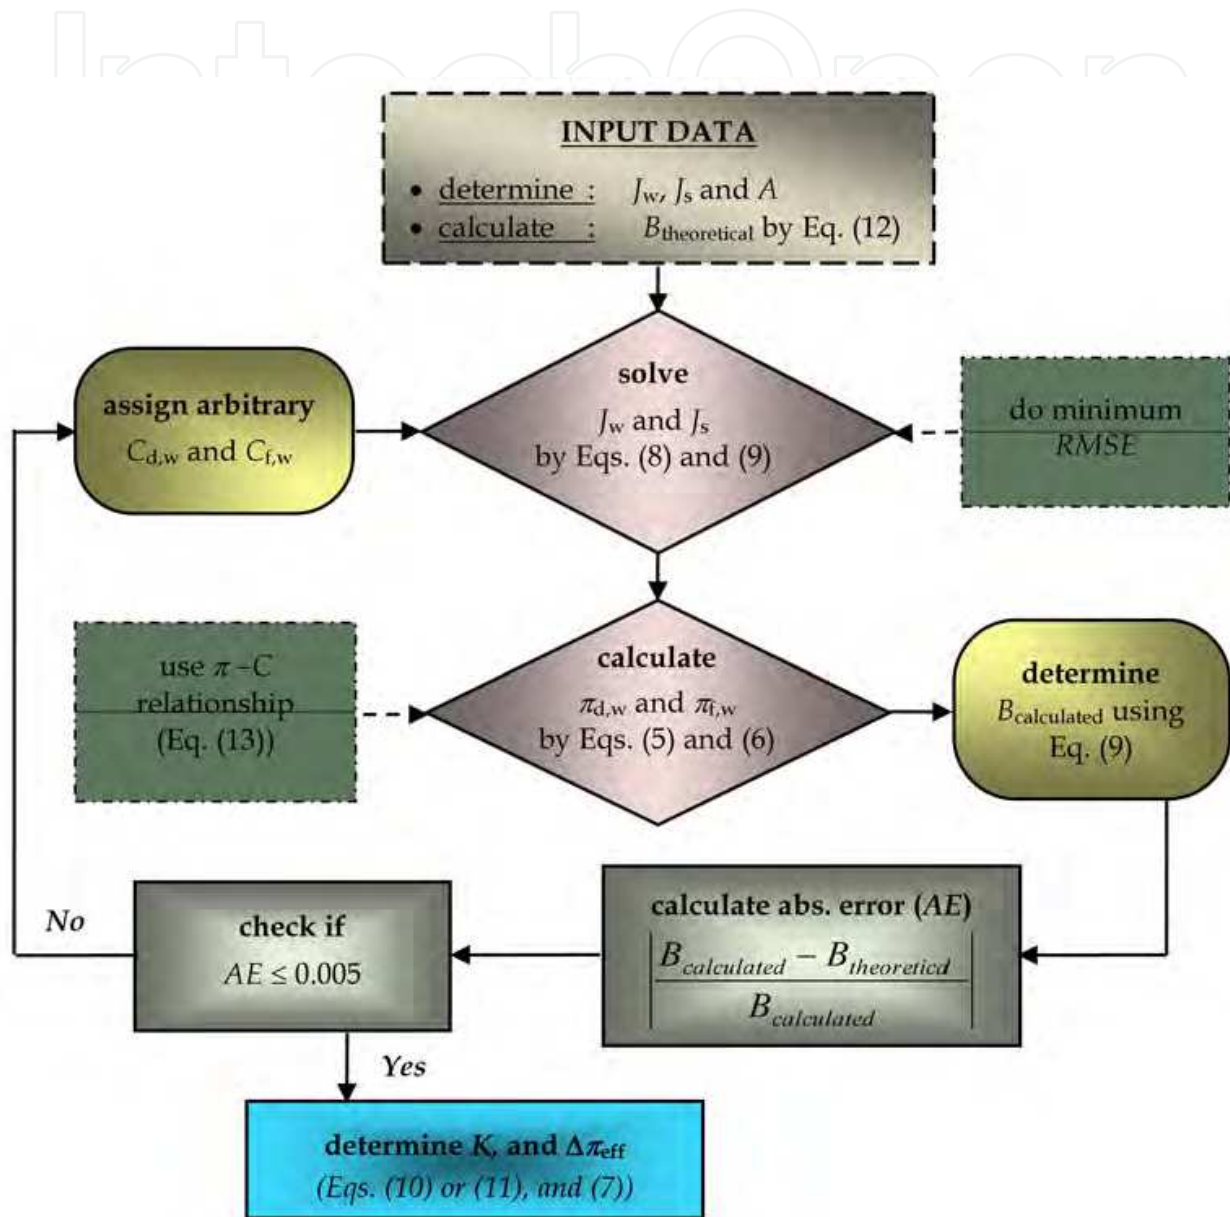 IntechOpen
INPUT DATA
• determine : Jw, Js and A
• calculate : Btheoretical by Eq. (12)
solve
Jw and Js
by Eqs. (8) and (9)
assign arbitrary
Cd,w and Cf,w
do minimum
RMSE
use π –C
relationship
(Eq. (13))
calculate
πd,w and πf,w
by Eqs. (5) and (6)
determine
Bcalculated using
Eq. (9)
calculate abs. error (AE)
| Bcalculated − Btheoreticd |
Bcalculated
check if
AE ≤ 0.005
No
Yes
determine K, and Δπeff
(Eqs. (10) or (11), and (7))